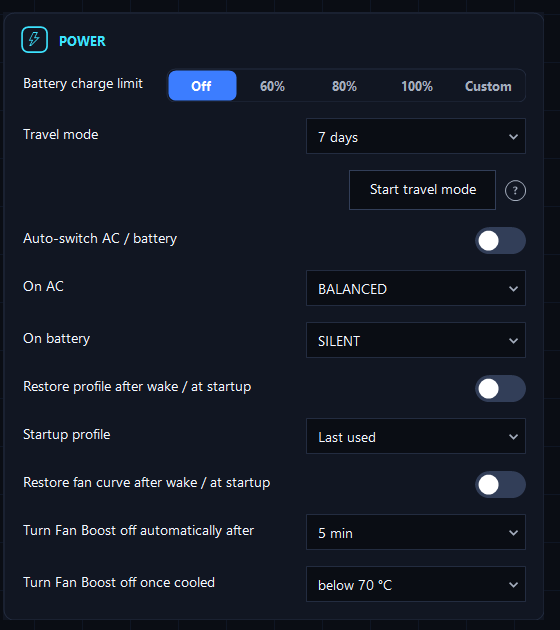 POWER
Battery charge limit Off 60% 80% 100% Custom
Travel mode 7 days
Start travel mode ?
Auto-switch AC / battery
On AC BALANCED
On battery SILENT
Restore profile after wake / at startup
Startup profile Last used
Restore fan curve after wake / at startup
Turn Fan Boost off automatically after 5 min
Turn Fan Boost off once cooled below 70 °C